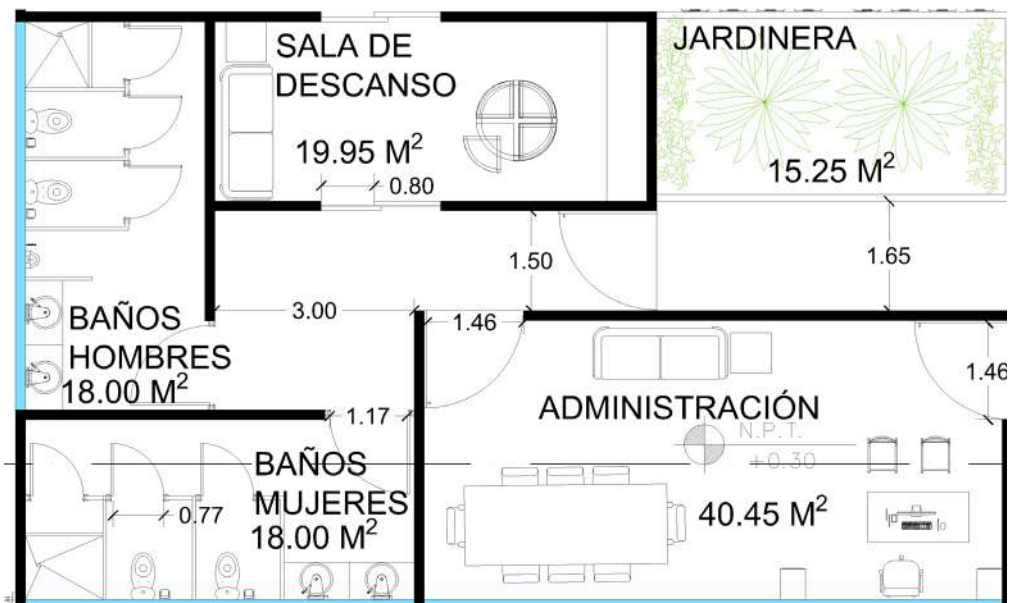 SALA DE
DESCANSO
19.95 M²
0.80
JARDINERA
15.25 M²
1.50
1.65
3.00
1.46
BAÑOS
HOMBRES
18.00 M²
1.46
ADMINISTRACIÓN
N.P.T.
+0.30
40.45 M²
1.17
BAÑOS
MUJERES
18.00 M²
0.77